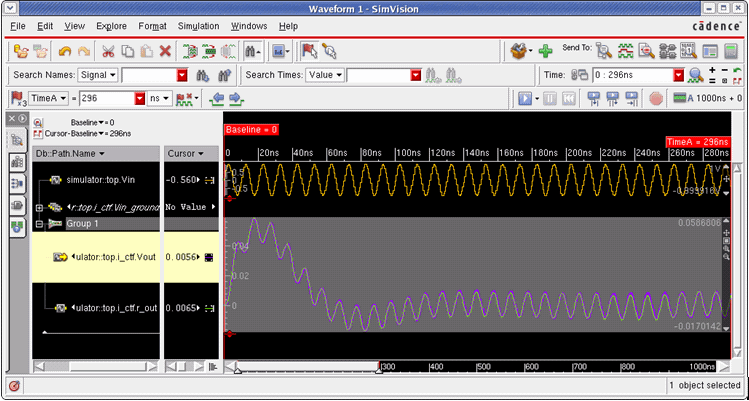 Waveform 1 - SimVision
File Edit View Explore Format Simulation Windows Help
cādence
Send To:
Search Names: Signal
Search Times: Value
Time: 0 : 296ns
x3 TimeA = 296 ns
A 1000ns + 0
Baseline = 0
Cursor-Baseline = 296ns
Baseline = 0
TimeA = 296ns
Db::Path.Name Cursor
0 20ns 40ns 60ns 80ns 100ns 120ns 140ns 160ns 180ns 200ns 220ns 240ns 260ns 280ns
simulator::top.Vin -0.560
r:top.i_ctf.Vin_ground No Value
Group 1
0.0586806
ulator::top.i_ctf.Vout 0.0056
0.04
0.02
ulator::top.i_ctf.r_out 0.0065
0
-0.0170142
0 300 400 500 600 700 800 900 1000ns
1 object selected